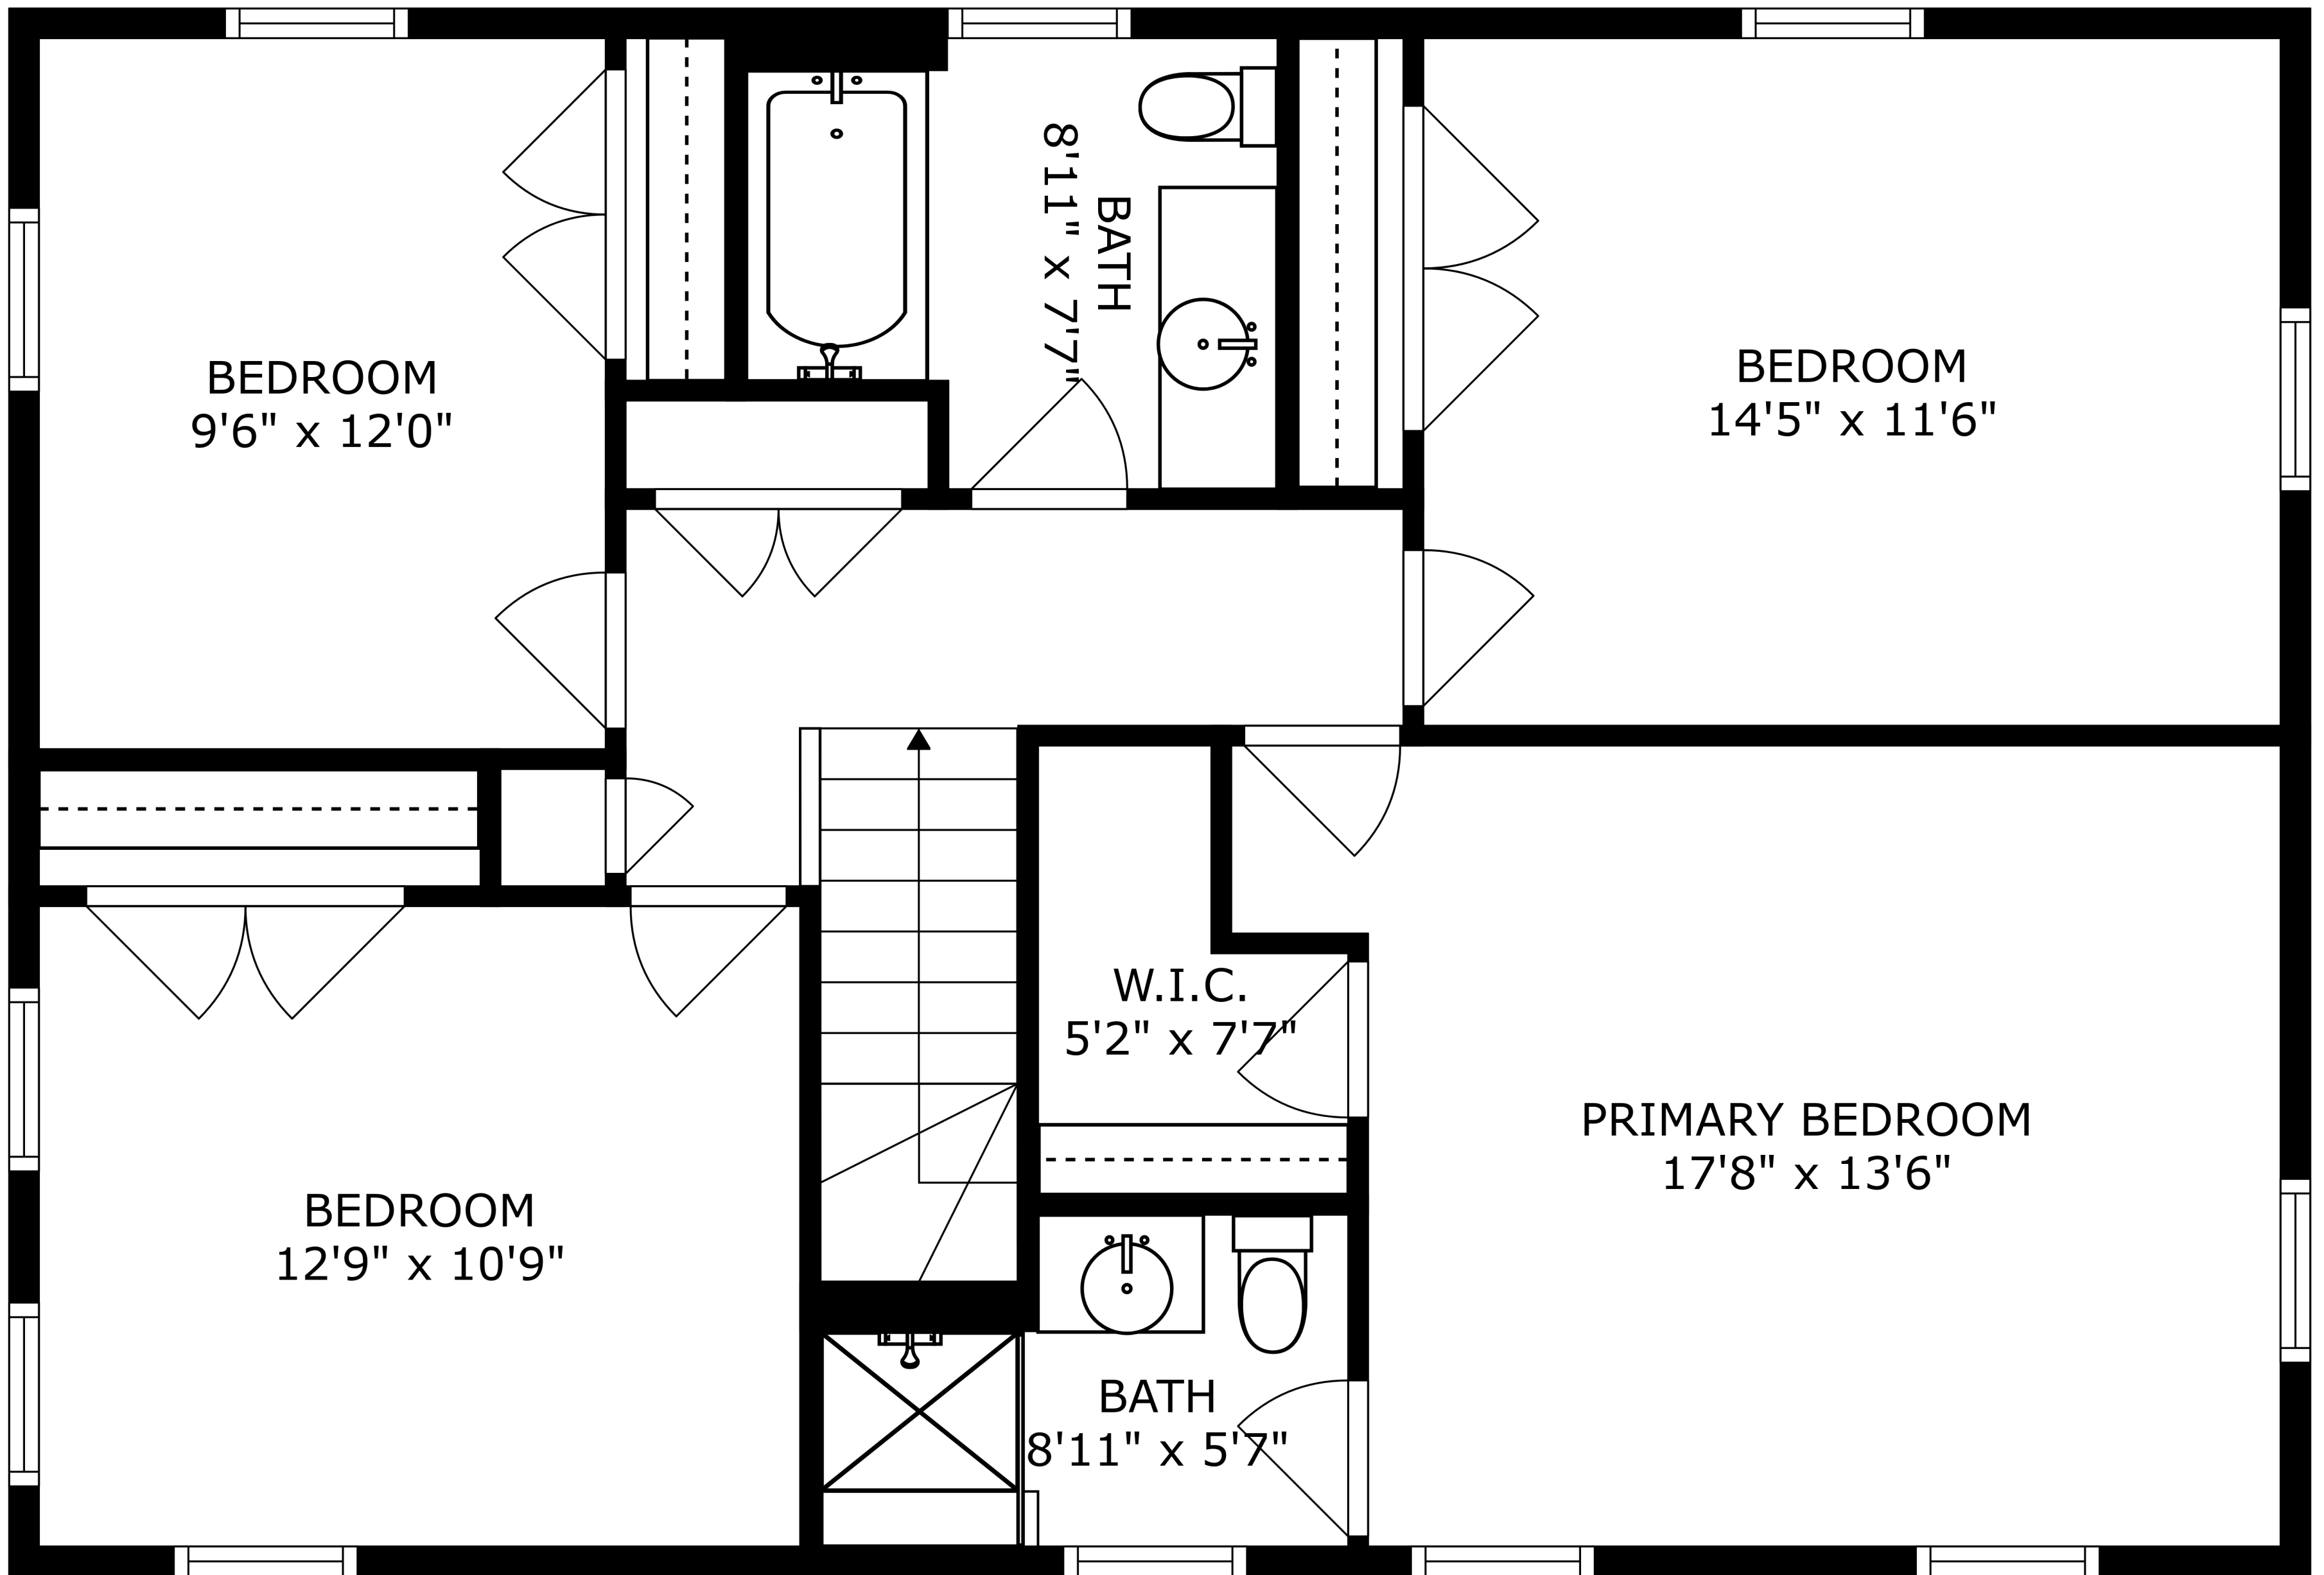 BATH
8'11" x 7'7"
BEDROOM
9'6" x 12'0"
BEDROOM
14'5" x 11'6"
W.I.C.
5'2" x 7'7"
PRIMARY BEDROOM
17'8" x 13'6"
BEDROOM
12'9" x 10'9"
BATH
8'11" x 5'7"